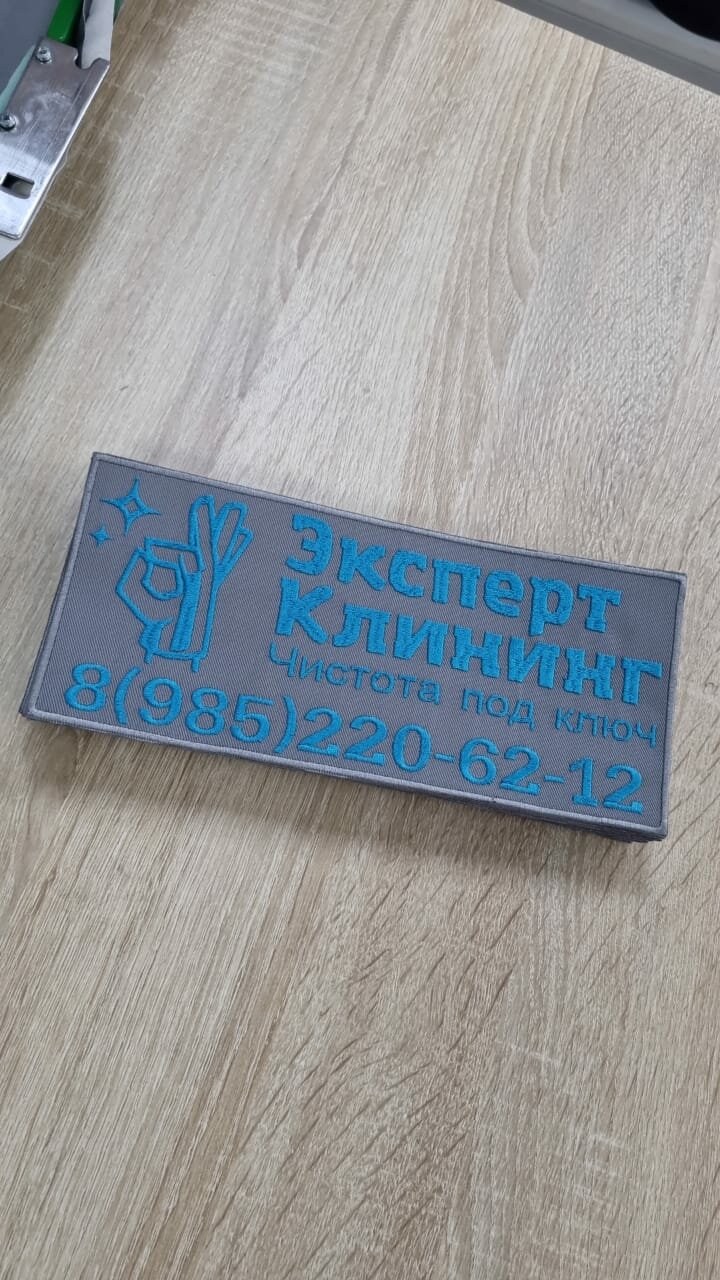 Эксперт
Клининг
Чистота под ключ
8(985)220-62-12